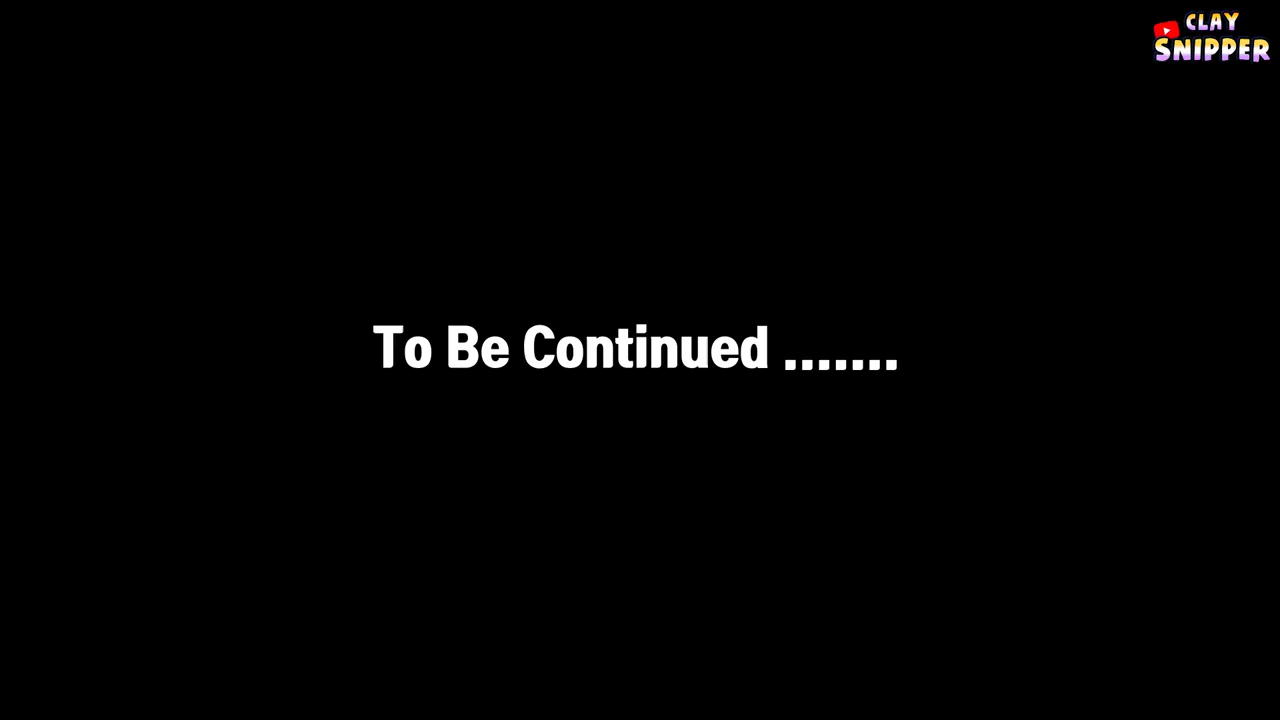 CLAY
SNIPPER
To Be Continued .......